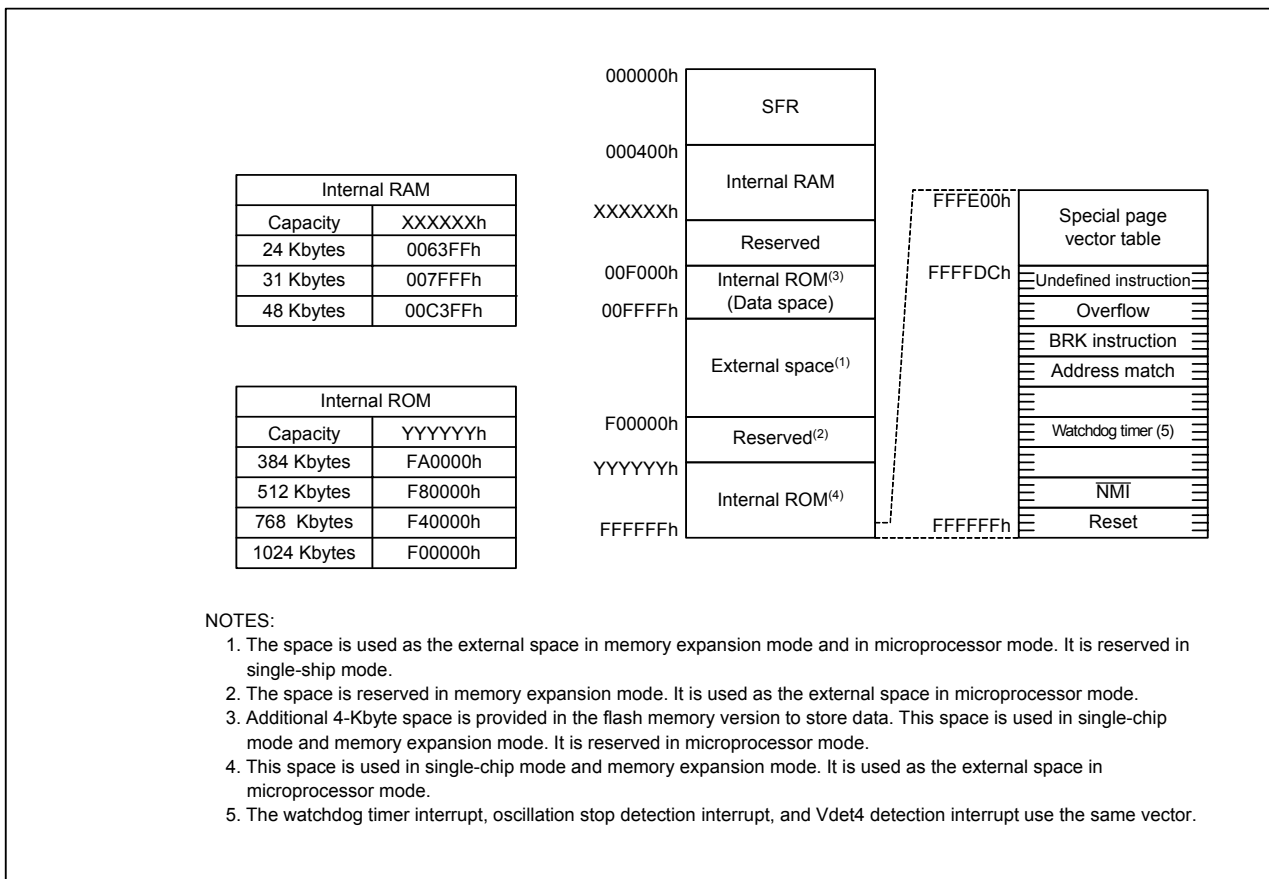 Internal RAM
Capacity XXXXXXh
24 Kbytes 0063FFh
31 Kbytes 007FFFh
48 Kbytes 00C3FFh
Internal ROM
Capacity YYYYYYh
384 Kbytes FA0000h
512 Kbytes F80000h
768 Kbytes F40000h
1024 Kbytes F00000h
000000h
SFR
000400h
Internal RAM
XXXXXXh
Reserved
00F000h
Internal ROM(3)
(Data space)
00FFFFh
External space(1)
F00000h
Reserved(2)
YYYYYYh
Internal ROM(4)
FFFFFFh
FFFE00h
Special page
vector table
FFFFDCh
Undefined instruction
Overflow
BRK instruction
Address match
Watchdog timer (5)
NMI
Reset
FFFFFFh
NOTES:
1. The space is used as the external space in memory expansion mode and in microprocessor mode. It is reserved in
single-ship mode.
2. The space is reserved in memory expansion mode. It is used as the external space in microprocessor mode.
3. Additional 4-Kbyte space is provided in the flash memory version to store data. This space is used in single-chip
mode and memory expansion mode. It is reserved in microprocessor mode.
4. This space is used in single-chip mode and memory expansion mode. It is used as the external space in
microprocessor mode.
5. The watchdog timer interrupt, oscillation stop detection interrupt, and Vdet4 detection interrupt use the same vector.